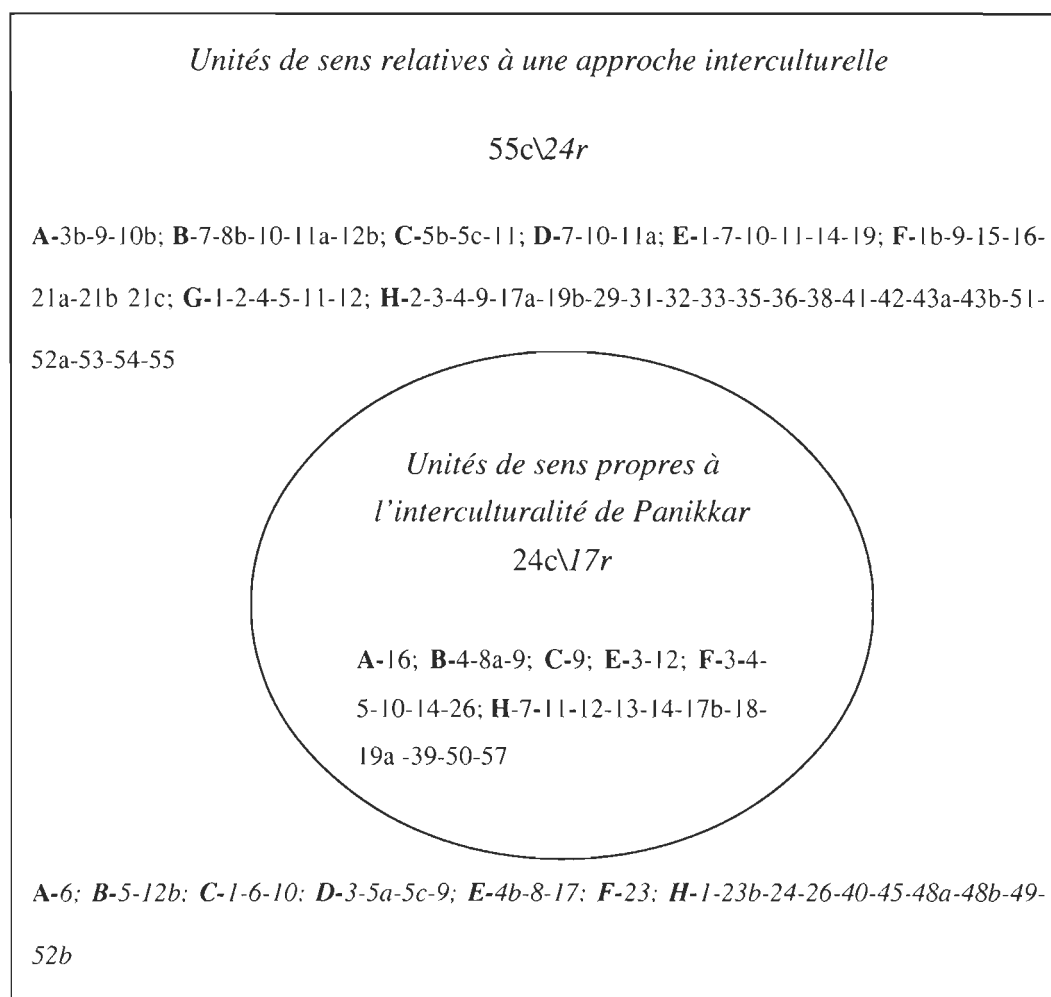 Unités de sens relatives à une approche interculturelle
55c\24r
A-3b-9-10b; B-7-8b-10-11a-12b; C-5b-5c-11; D-7-10-11a; E-1-7-10-11-14-19; F-1b-9-15-16-
21a-21b 21c; G-1-2-4-5-11-12; H-2-3-4-9-17a-19b-29-31-32-33-35-36-38-41-42-43a-43b-51-
52a-53-54-55
Unités de sens propres à
l'interculturalité de Panikkar
24c\17r
A-16; B-4-8a-9; C-9; E-3-12; F-3-4-
5-10-14-26; H-7-11-12-13-14-17b-18-
19a -39-50-57
A-6; B-5-12b; C-1-6-10; D-3-5a-5c-9; E-4b-8-17; F-23; H-1-23b-24-26-40-45-48a-48b-49-
52b